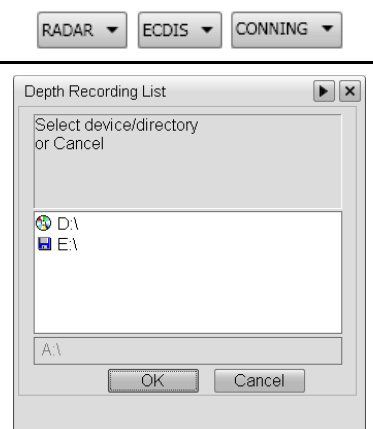 RADAR ECDIS CONNING
Depth Recording List
Select device/directory
or Cancel
D:\
E:\
A:\
OK Cancel